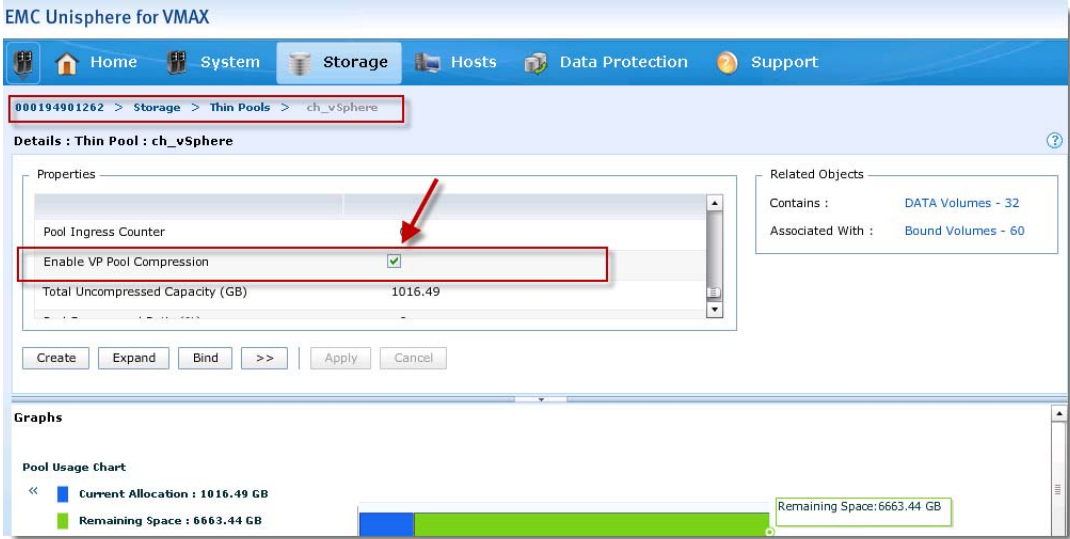 EMC Unisphere for VMAX
Home System Storage Hosts Data Protection Support
000194901262 > Storage > Thin Pools > ch_vSphere
Details : Thin Pool : ch_vSphere
Properties
Pool Ingress Counter
Enable VP Pool Compression
Total Uncompressed Capacity (GB) 1016.49
Related Objects
Contains : DATA Volumes - 32
Associated With : Bound Volumes - 60
Create Expand Bind >> Apply Cancel
Graphs
Pool Usage Chart
« Current Allocation : 1016.49 GB
Remaining Space : 6663.44 GB
Remaining Space:6663.44 GB